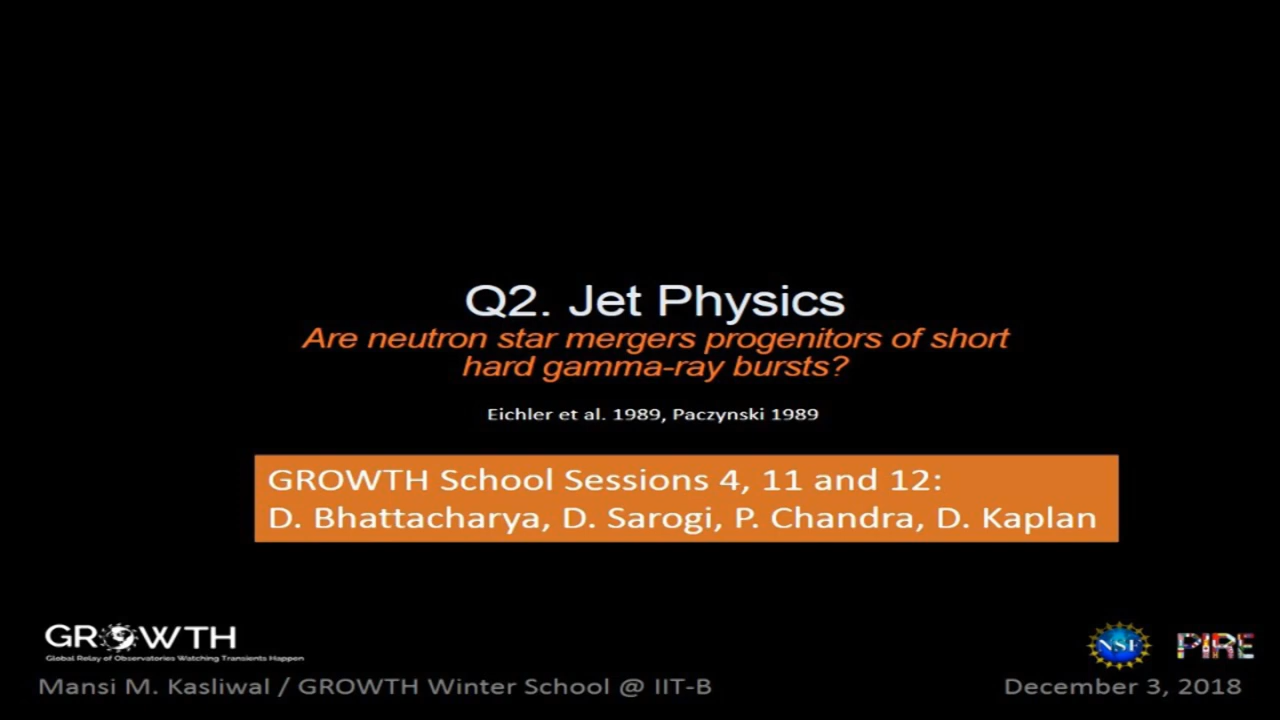 Q2. Jet Physics
Are neutron star mergers progenitors of short
hard gamma-ray bursts?
Eichler et al. 1989, Paczynski 1989
GROWTH School Sessions 4, 11 and 12:
D. Bhattacharya, D. Sarogi, P. Chandra, D. Kaplan
GROWTH
Global Relay of Observatories Watching Transients Happen
NSF PIRE
Mansi M. Kasliwal / GROWTH Winter School @ IIT-B December 3, 2018